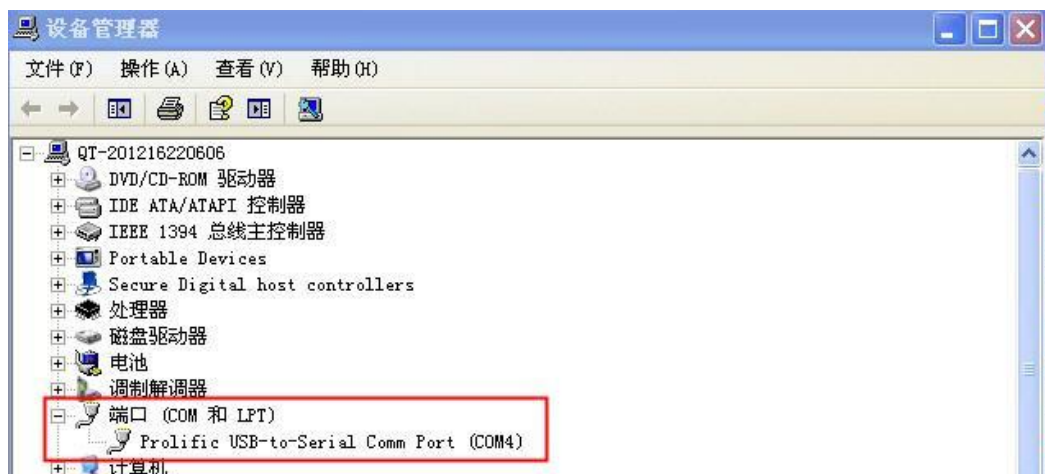 设备管理器
文件(F) 操作(A) 查看(V) 帮助(H)
QT-201216220606
DVD/CD-ROM 驱动器
IDE ATA/ATAPI 控制器
IEEE 1394 总线主控制器
Portable Devices
Secure Digital host controllers
处理器
磁盘驱动器
电池
调制解调器
端口 (COM 和 LPT)
Prolific USB-to-Serial Comm Port (COM4)
计算机